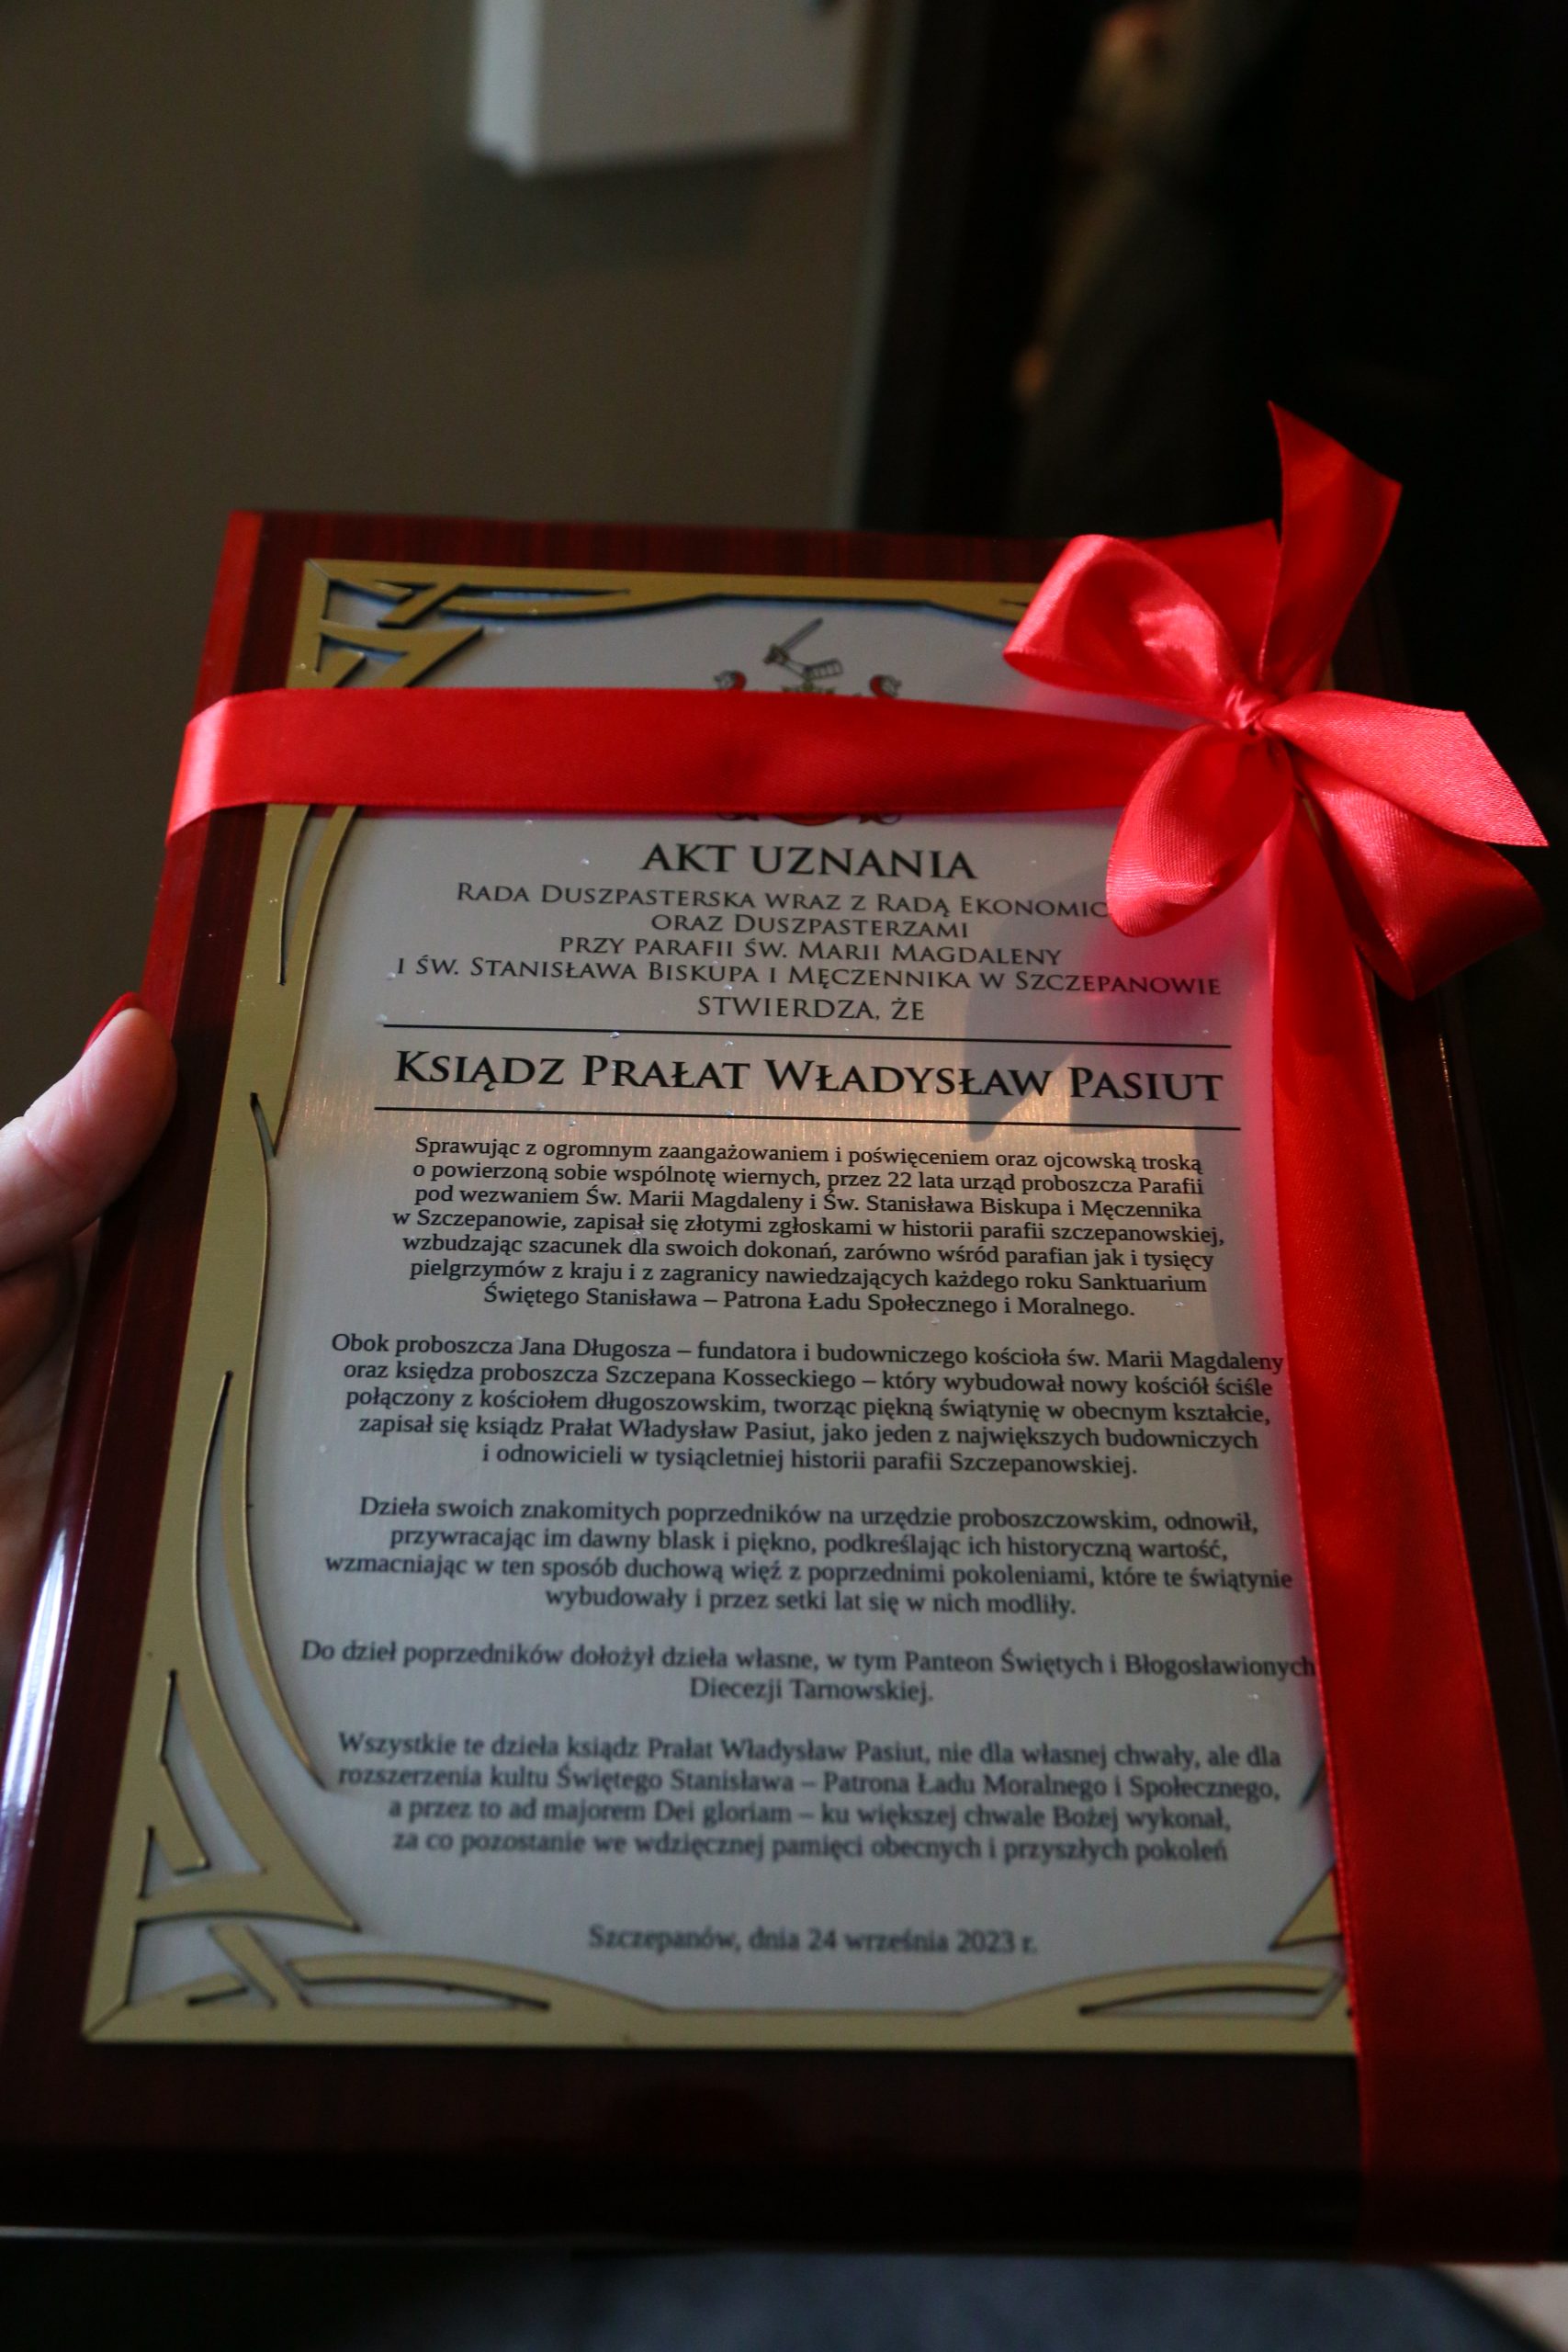 AKT UZNANIA
RADA DUSZPASTERSKA WRAZ Z RADĄ EKONOMIC
ORAZ DUSZPASTERZAMI
PRZY PARAFII ŚW. MARII MAGDALENY
I ŚW. STANISŁAWA BISKUPA I MĘCZENNIKA W SZCZEPANOWIE
STWIERDZA, ŻE
KSIĄDZ PRAŁAT WŁADYSŁAW PASIUT
Sprawując z ogromnym zaangażowaniem i poświęceniem oraz ojcowską troską
o powierzoną sobie wspólnotę wiernych, przez 22 lata urząd proboszcza Parafii
pod wezwaniem Św. Marii Magdaleny i Św. Stanisława Biskupa i Męczennika
w Szczepanowie, zapisał się złotymi zgłoskami w historii parafii szczepanowskiej,
wzbudzając szacunek dla swoich dokonań, zarówno wśród parafian jak i tysięcy
pielgrzymów z kraju i z zagranicy nawiedzających każdego roku Sanktuarium
Świętego Stanisława – Patrona Ładu Społecznego i Moralnego.
Obok proboszcza Jana Długosza – fundatora i budowniczego kościoła św. Marii Magdaleny
oraz księdza proboszcza Szczepana Kosseckiego – który wybudował nowy kościół ściśle
połączony z kościołem długoszowskim, tworząc piękną świątynię w obecnym kształcie,
zapisał się ksiądz Prałat Władysław Pasiut, jako jeden z największych budowniczych
i odnowicieli w tysiącletniej historii parafii Szczepanowskiej.
Dzieła swoich znakomitych poprzedników na urzędzie proboszczowskim, odnowił,
przywracając im dawny blask i piękno, podkreślając ich historyczną wartość,
wzmacniając w ten sposób duchową więź z poprzednimi pokoleniami, które te świątynie
wybudowały i przez setki lat się w nich modliły.
Do dzieł poprzedników dołożył dzieła własne, w tym Panteon Świętych i Błogosławionych
Diecezji Tarnowskiej.
Wszystkie te dzieła ksiądz Prałat Władysław Pasiut, nie dla własnej chwały, ale dla
rozszerzenia kultu Świętego Stanisława – Patrona Ładu Moralnego i Społecznego,
a przez to ad majorem Dei gloriam – ku większej chwale Bożej wykonał,
za co pozostanie we wdzięcznej pamięci obecnych i przyszłych pokoleń
Szczepanów, dnia 24 września 2023 r.